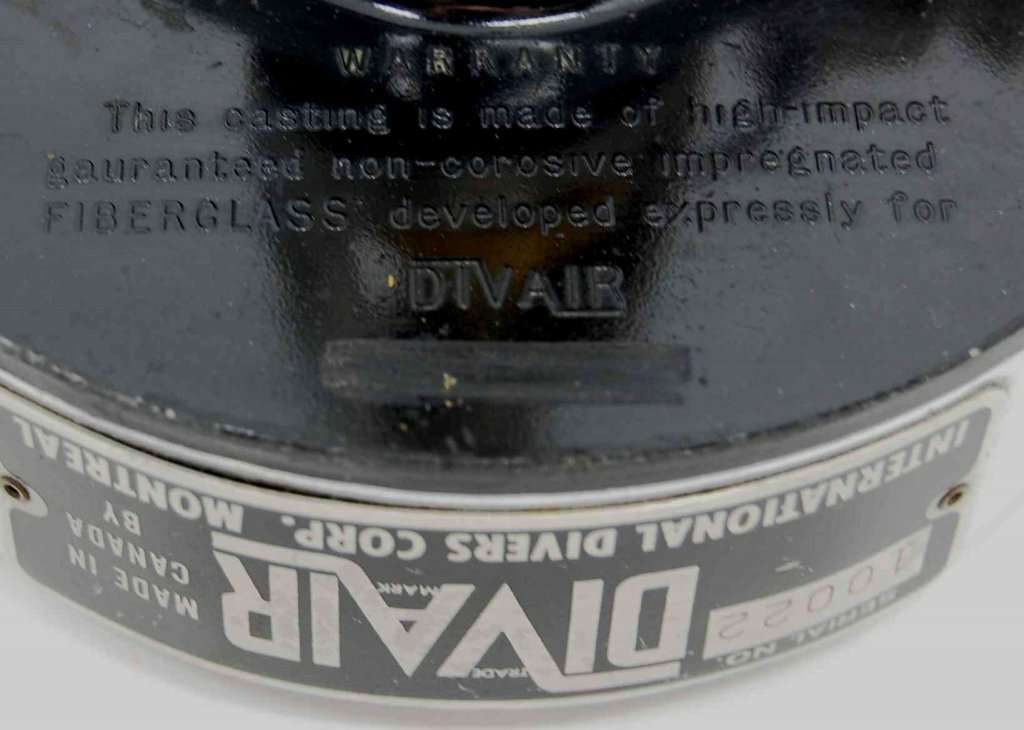 WARRANTY
This casting is made of high-impact
gauranteed non-corosive impregnated
FIBERGLASS developed expressly for
DIVAIR
SERIAL NO.
DIVAIR
TRADE MARK
MADE IN
CANADA
BY
INTERNATIONAL DIVERS CORP. MONTREAL